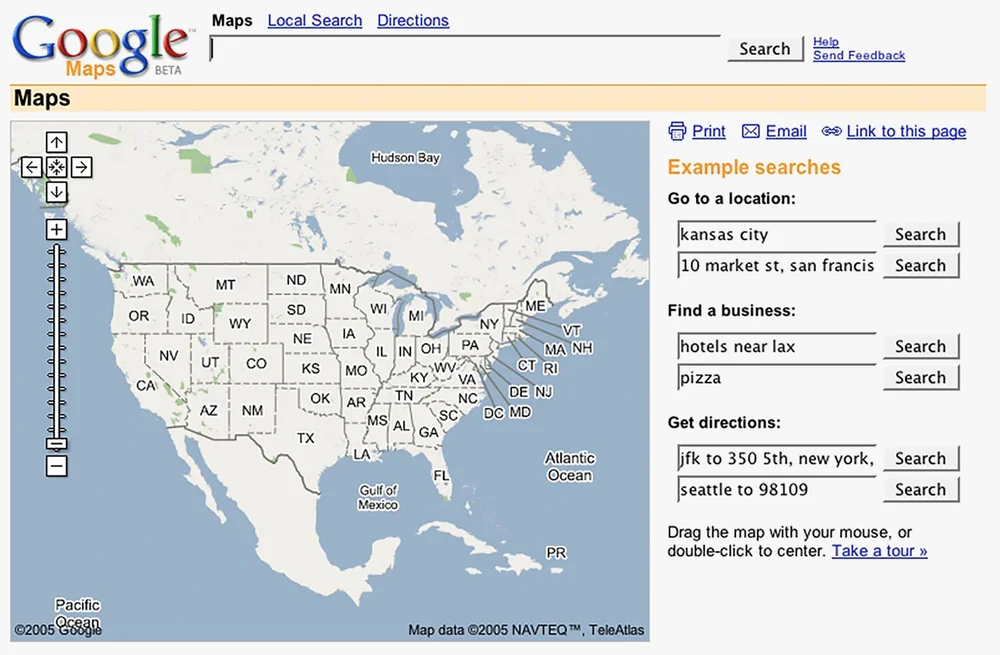 Google™
Maps BETA
Maps Local Search Directions
Search
Help
Send Feedback
Maps
Print Email Link to this page
Example searches
Go to a location:
kansas city Search
10 market st, san francis Search
Find a business:
hotels near lax Search
pizza Search
Get directions:
jfk to 350 5th, new york, Search
seattle to 98109 Search
Drag the map with your mouse, or
double-click to center. Take a tour »
Hudson Bay
WA MT ND MN ME
OR ID WY SD WI MI NY VT
NV UT CO NE IA IL IN OH PA MA NH
CA KS MO KY WV VA CT RI
AZ NM OK AR TN NC DE NJ
TX MS AL GA SC DC MD
LA FL
Atlantic
Ocean
Gulf of
Mexico
PR
Pacific
Ocean
©2005 Google
Map data ©2005 NAVTEQ™, TeleAtlas